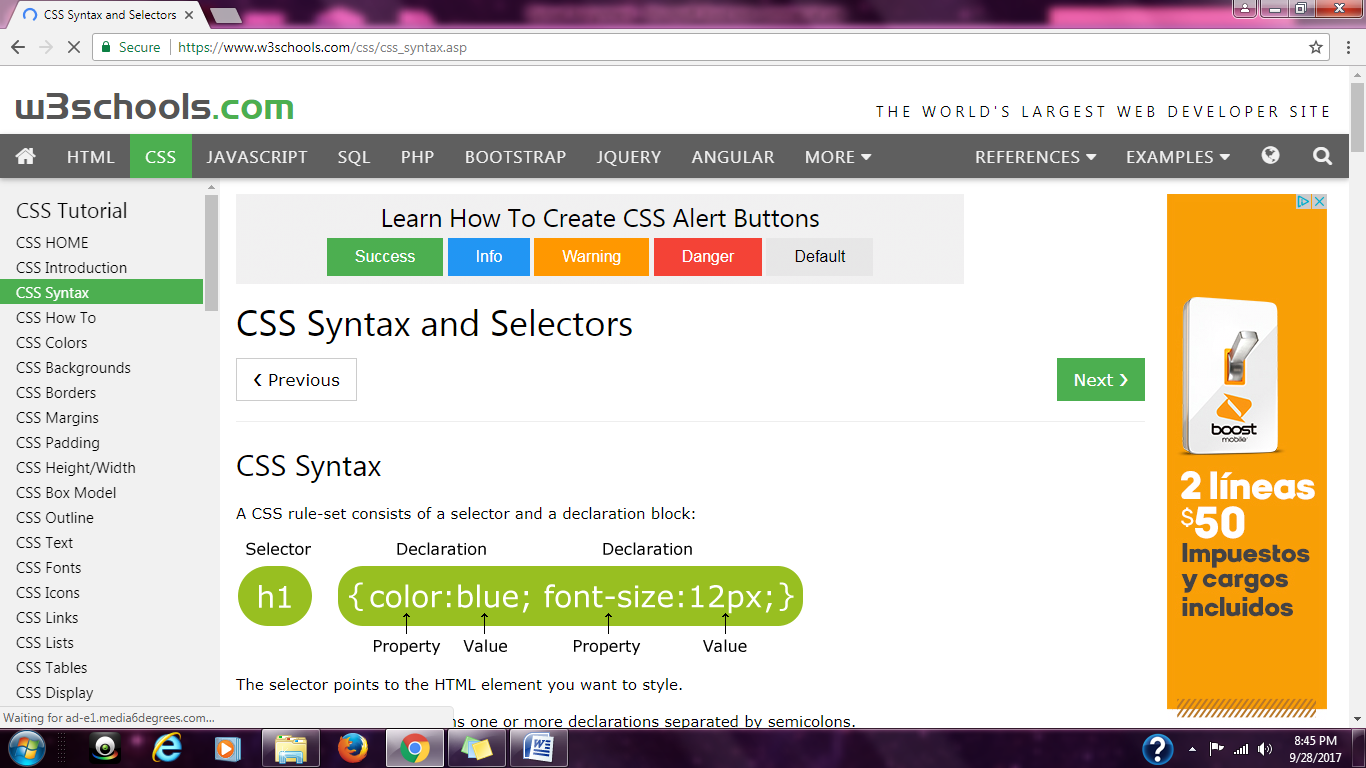 CSS Syntax and Selectors
Secure https://www.w3schools.com/css/css_syntax.asp
w3schools.com
THE WORLD'S LARGEST WEB DEVELOPER SITE
HTML CSS JAVASCRIPT SQL PHP BOOTSTRAP JQUERY ANGULAR MORE REFERENCES EXAMPLES
CSS Tutorial
CSS HOME
CSS Introduction
CSS Syntax
CSS How To
CSS Colors
CSS Backgrounds
CSS Borders
CSS Margins
CSS Padding
CSS Height/Width
CSS Box Model
CSS Outline
CSS Text
CSS Fonts
CSS Icons
CSS Links
CSS Lists
CSS Tables
CSS Display
Learn How To Create CSS Alert Buttons
Success Info Warning Danger Default
CSS Syntax and Selectors
❮ Previous Next ❯
CSS Syntax
A CSS rule-set consists of a selector and a declaration block:
Selector Declaration Declaration
h1 {color:blue; font-size:12px;}
Property Value Property Value
The selector points to the HTML element you want to style.
one or more declarations separated by semicolons.
boost
mobile
2 líneas
$50
Impuestos
y cargos
incluidos
Waiting for ad-e1.media6degrees.com...
8:45 PM
9/28/2017